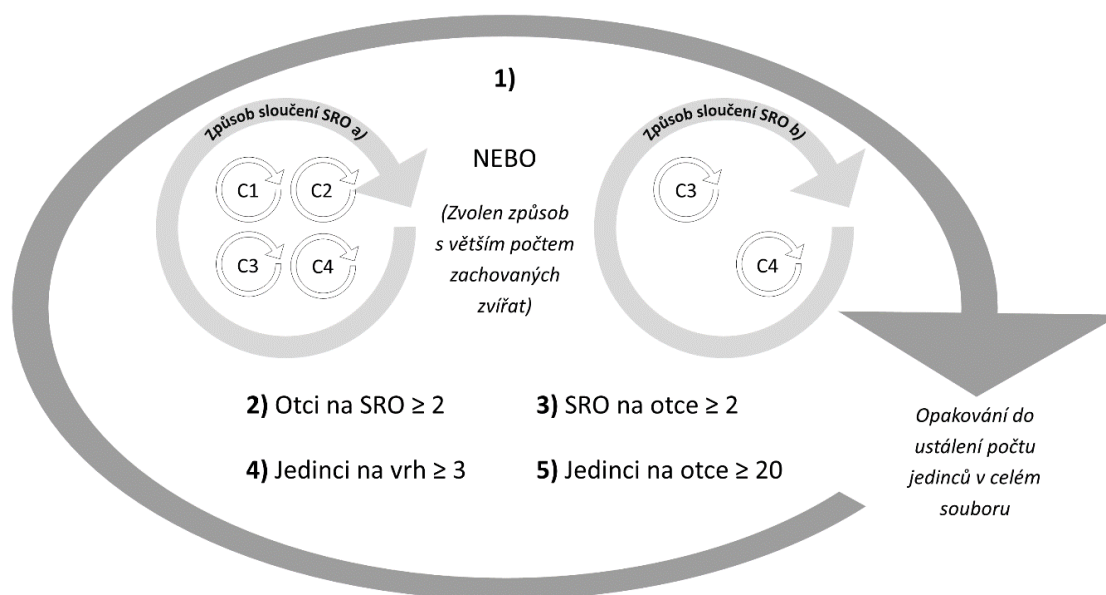 1)
Způsob sloučení SRO a)
C1
C2
C3
C4
NEBO
(Zvolen způsob
s větším počtem
zachovaných
zvířat)
Způsob sloučení SRO b)
C3
C4
2) Otci na SRO ≥ 2
3) SRO na otce ≥ 2
4) Jedinci na vrh ≥ 3
5) Jedinci na otce ≥ 20
Opakování do
ustálení počtu
jedinců v celém
souboru